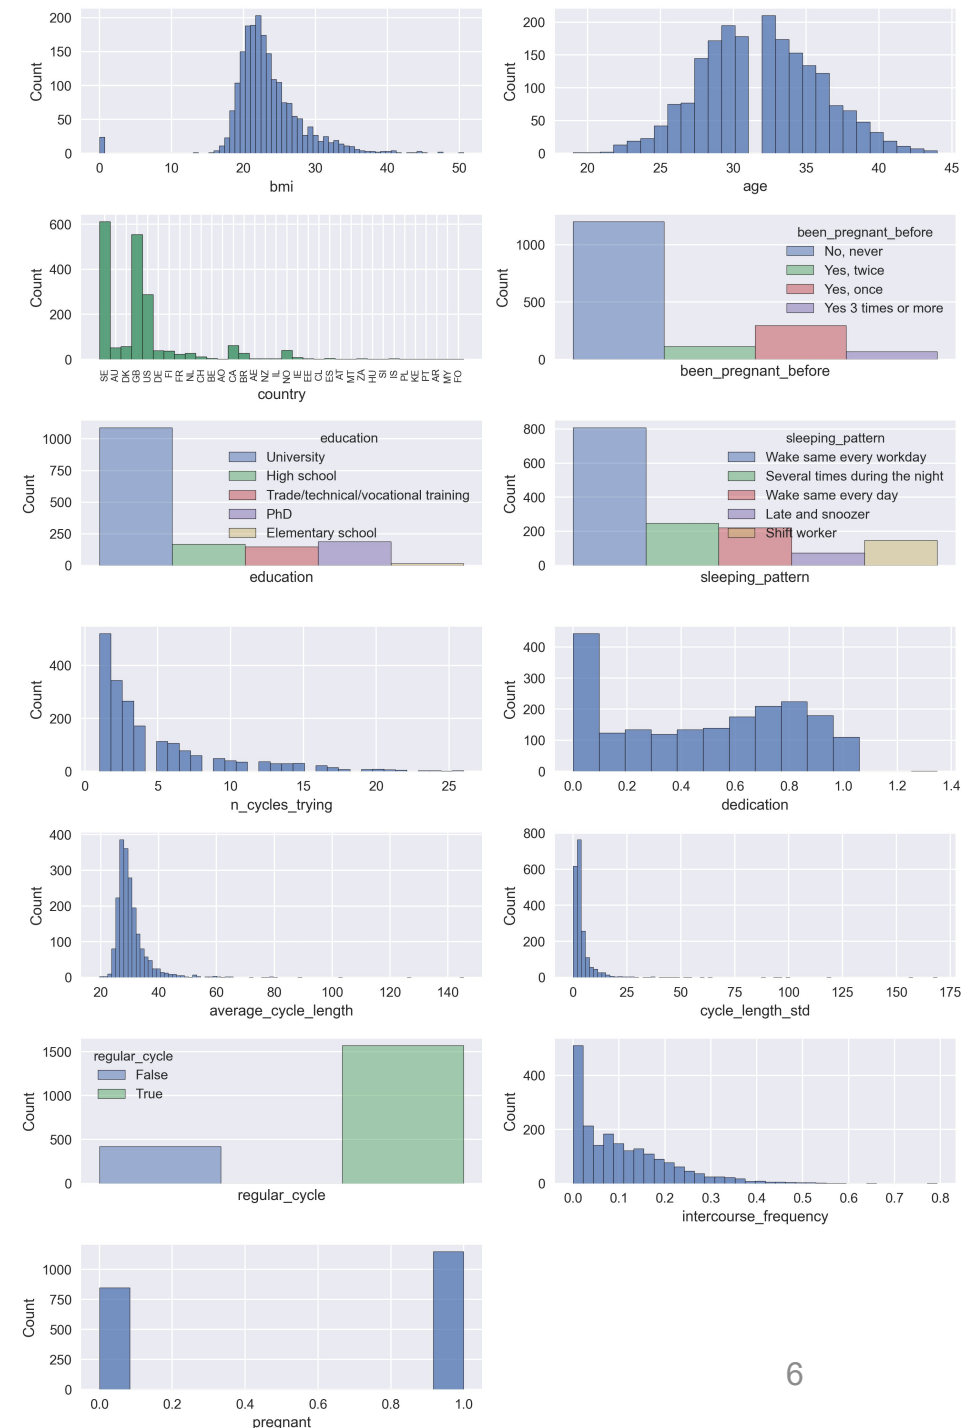 200
150
100
50
0
Count
0 10 20 30 40 50
bmi
200
150
100
50
0
Count
20 25 30 35 40 45
age
600
400
200
0
Count
SE AU DK GB US DE FI FR NL CH BE AO CA BR AE NZ IL NO IE EE CL ES AT MT ZA HU SI IS PL KE PT AR MY FO
country
1000
500
0
Count
been_pregnant_before
No, never
Yes, twice
Yes, once
Yes 3 times or more
been_pregnant_before
1000
750
500
250
0
Count
education
University
High school
Trade/technical/vocational training
PhD
Elementary school
education
800
600
400
200
0
Count
sleeping_pattern
Wake same every workday
Several times during the night
Wake same every day
Late and snoozer
Shift worker
sleeping_pattern
400
200
0
Count
0 5 10 15 20 25
n_cycles_trying
400
300
200
100
0
Count
0.0 0.2 0.4 0.6 0.8 1.0 1.2 1.4
dedication
400
300
200
100
0
Count
20 40 60 80 100 120 140
average_cycle_length
800
600
400
200
0
Count
0 25 50 75 100 125 150 175
cycle_length_std
1500
1000
500
0
Count
regular_cycle
False
True
regular_cycle
400
200
0
Count
0.0 0.1 0.2 0.3 0.4 0.5 0.6 0.7 0.8
intercourse_frequency
1000
750
500
250
0
Count
0.0 0.2 0.4 0.6 0.8 1.0
pregnant
6